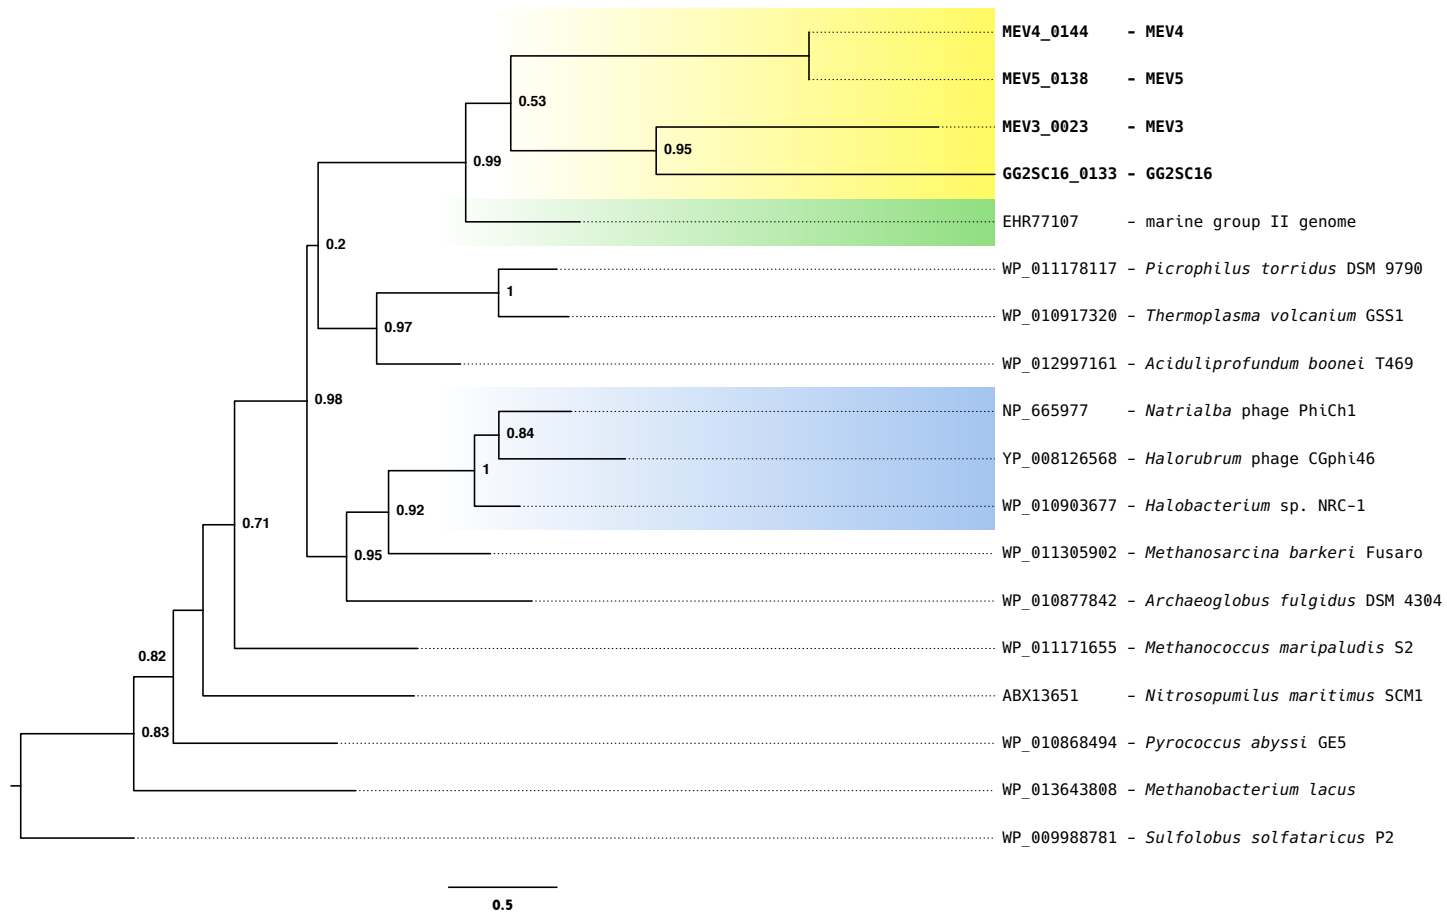 MEV4_0144 - MEV4
MEV5_0138 - MEV5
0.53
MEV3_0023 - MEV3
0.95
0.99
GG2SC16_0133 - GG2SC16
EHR77107 - marine group II genome
0.2
WP_011178117 - Picrophilus torridus DSM 9790
1
WP_010917320 - Thermoplasma volcanium GSS1
0.97
WP_012997161 - Aciduliprofundum boonei T469
0.98
NP_665977 - Natrialba phage PhiCh1
0.84
YP_008126568 - Halorubrum phage CGphi46
1
WP_010903677 - Halobacterium sp. NRC-1
0.92
0.71
WP_011305902 - Methanosarcina barkeri Fusaro
0.95
WP_010877842 - Archaeoglobus fulgidus DSM 4304
WP_011171655 - Methanococcus maripaludis S2
0.82
ABX13651 - Nitrosopumilus maritimus SCM1
0.83
WP_010868494 - Pyrococcus abyssi GE5
WP_013643808 - Methanobacterium lacus
WP_009988781 - Sulfolobus solfataricus P2
0.5